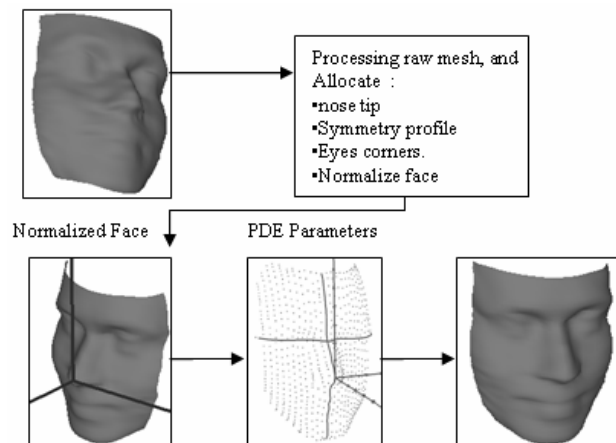 Processing raw mesh, and
Allocate :
▪nose tip
▪Symmetry profile
▪Eyes corners.
▪Normalize face
Normalized Face
PDE Parameters